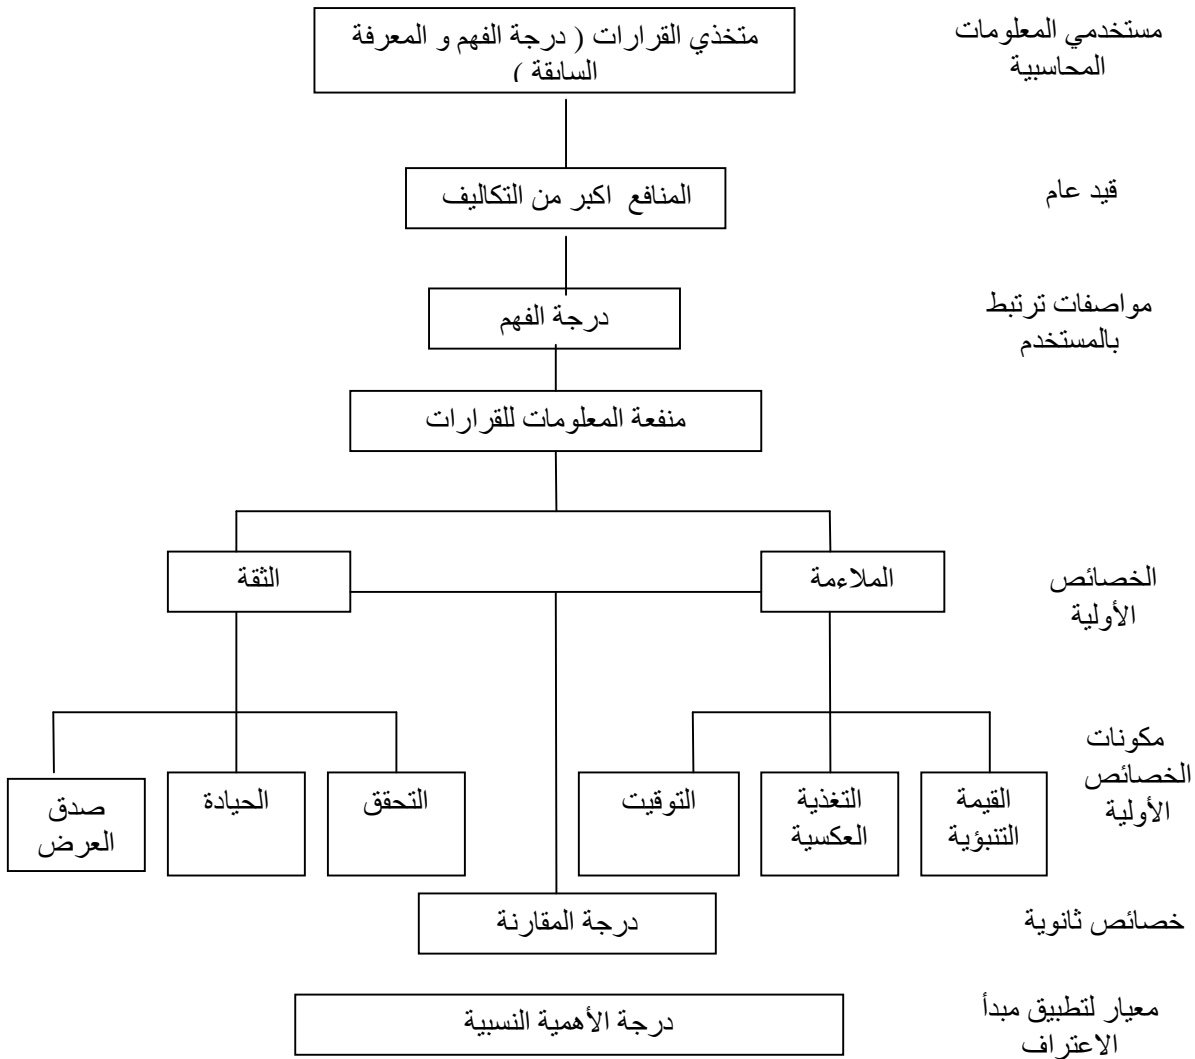 مستخدمي المعلومات
المحاسبية
متخذي القرارات ( درجة الفهم و المعرفة
السابقة )
قيد عام
المنافع اكبر من التكاليف
مواصفات ترتبط
بالمستخدم
درجة الفهم
منفعة المعلومات للقرارات
الخصائص
الأولية
الملاءمة
الثقة
مكونات
الخصائص
الأولية
القيمة
التنبؤية
التغذية
العكسية
التوقيت
التحقق
الحيادة
صدق
العرض
خصائص ثانوية
درجة المقارنة
معيار لتطبيق مبدأ
الاعتراف
درجة الأهمية النسبية